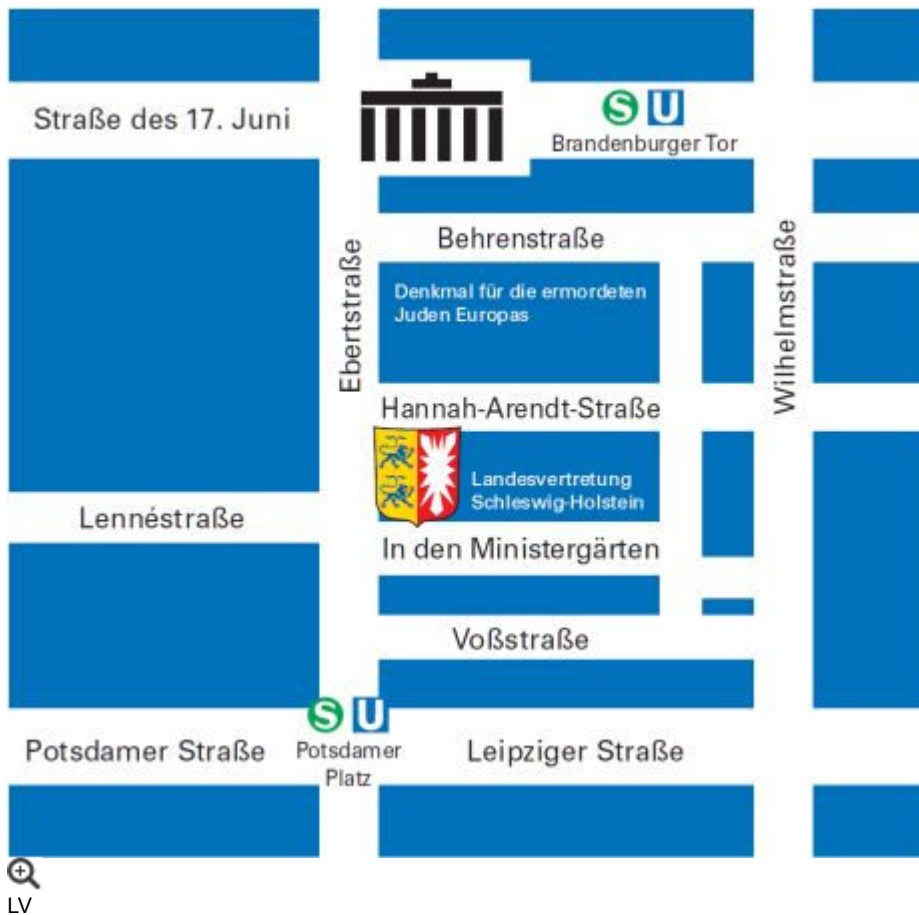 Straße des 17. Juni
S U
Brandenburger Tor
Behrenstraße
Ebertstraße
Wilhelmstraße
Denkmal für die ermordeten
Juden Europas
Hannah-Arendt-Straße
Landesvertretung
Schleswig-Holstein
Lennéstraße
In den Ministergärten
Voßstraße
S U
Potsdamer Straße
Potsdamer
Platz
Leipziger Straße
LV